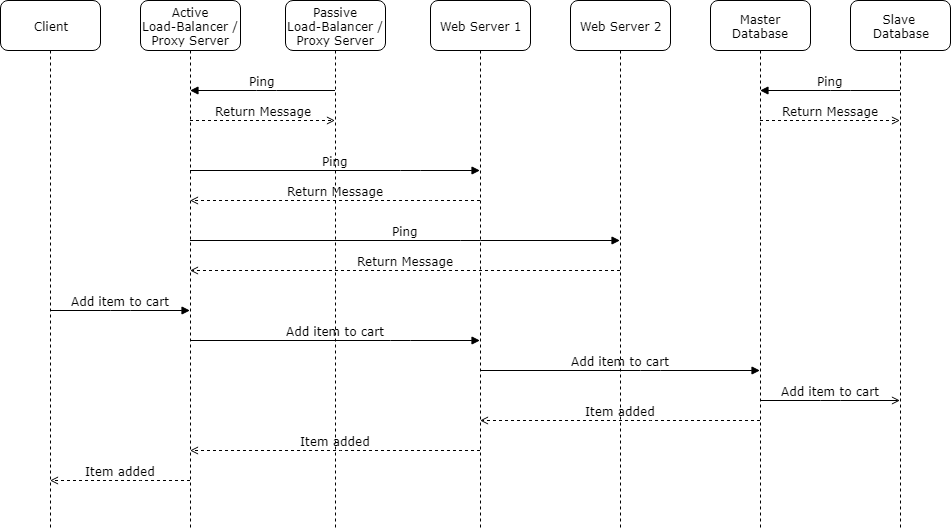 Client
Active
Load-Balancer /
Proxy Server
Passive
Load-Balancer /
Proxy Server
Web Server 1
Web Server 2
Master
Database
Slave
Database
Ping
Ping
Return Message
Return Message
Ping
Return Message
Ping
Return Message
Add item to cart
Add item to cart
Add item to cart
Add item to cart
Item added
Item added
Item added